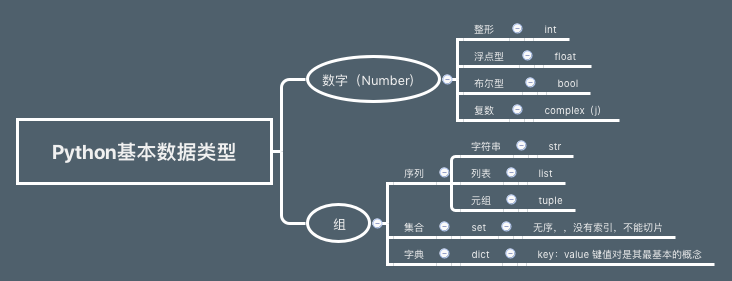 Python基本数据类型
数字（Number）
整形 int
浮点型 float
布尔型 bool
复数 complex（j）
组
序列
字符串 str
列表 list
元组 tuple
集合 set 无序，，没有索引，不能切片
字典 dict key：value 键值对是其最基本的概念